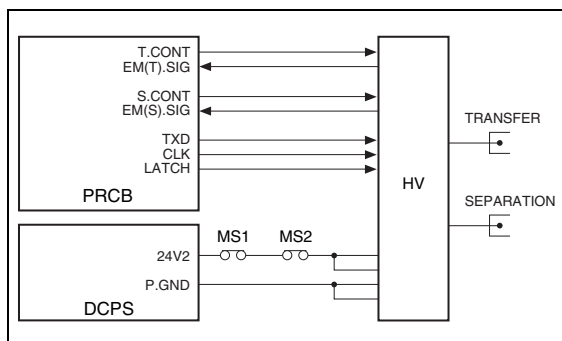 T.CONT
EM(T).SIG
S.CONT
EM(S).SIG
TXD
CLK
LATCH
PRCB
HV
TRANSFER
SEPARATION
MS1 MS2
24V2
P.GND
DCPS